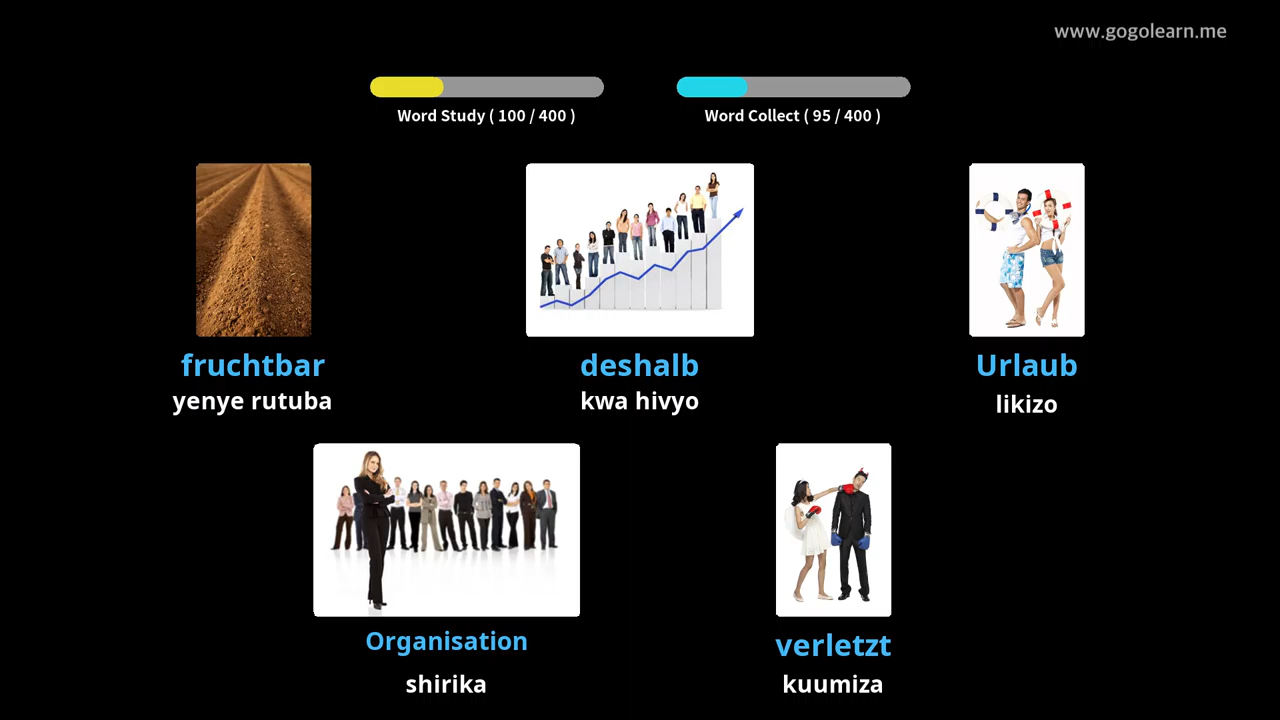 www.gogolearn.me
Word Study ( 100 / 400 )
Word Collect ( 95 / 400 )
fruchtbar
yenye rutuba
deshalb
kwa hivyo
Urlaub
likizo
Organisation
shirika
verletzt
kuumiza